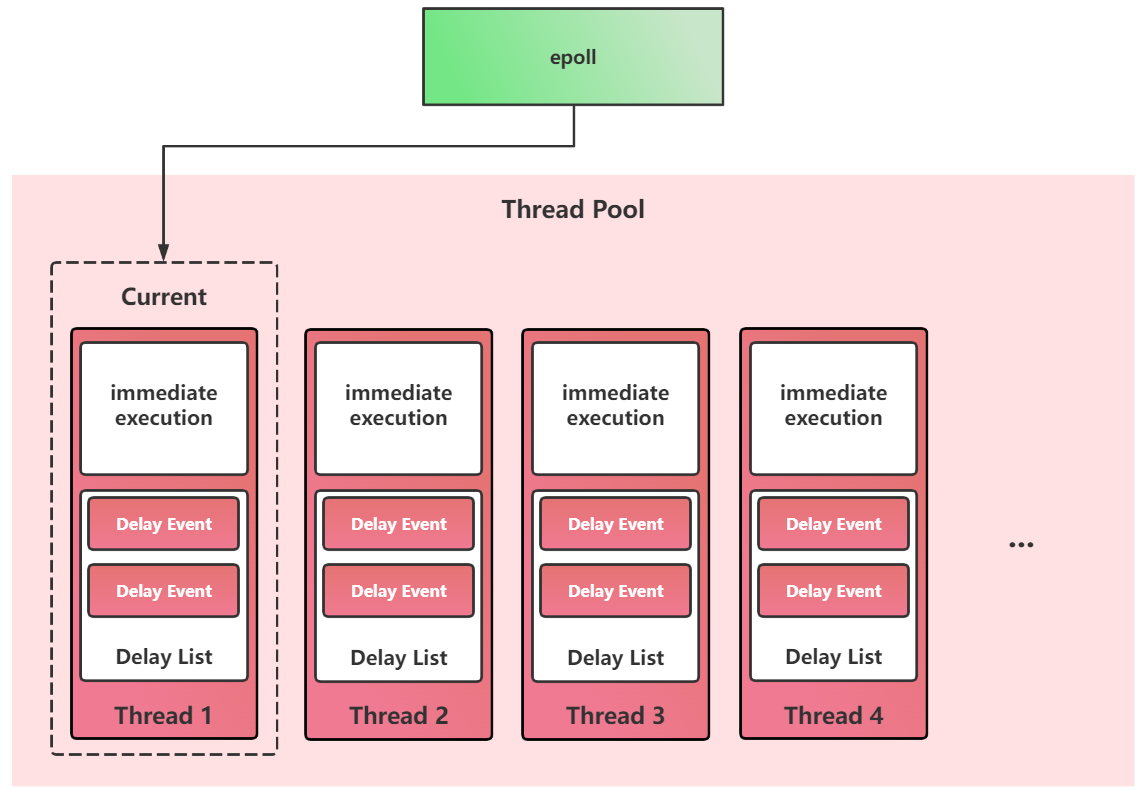 epoll
Thread Pool
Current
immediate
execution
Delay Event
Delay Event
Delay List
Thread 1
immediate
execution
Delay Event
Delay Event
Delay List
Thread 2
immediate
execution
Delay Event
Delay Event
Delay List
Thread 3
immediate
execution
Delay Event
Delay Event
Delay List
Thread 4
...